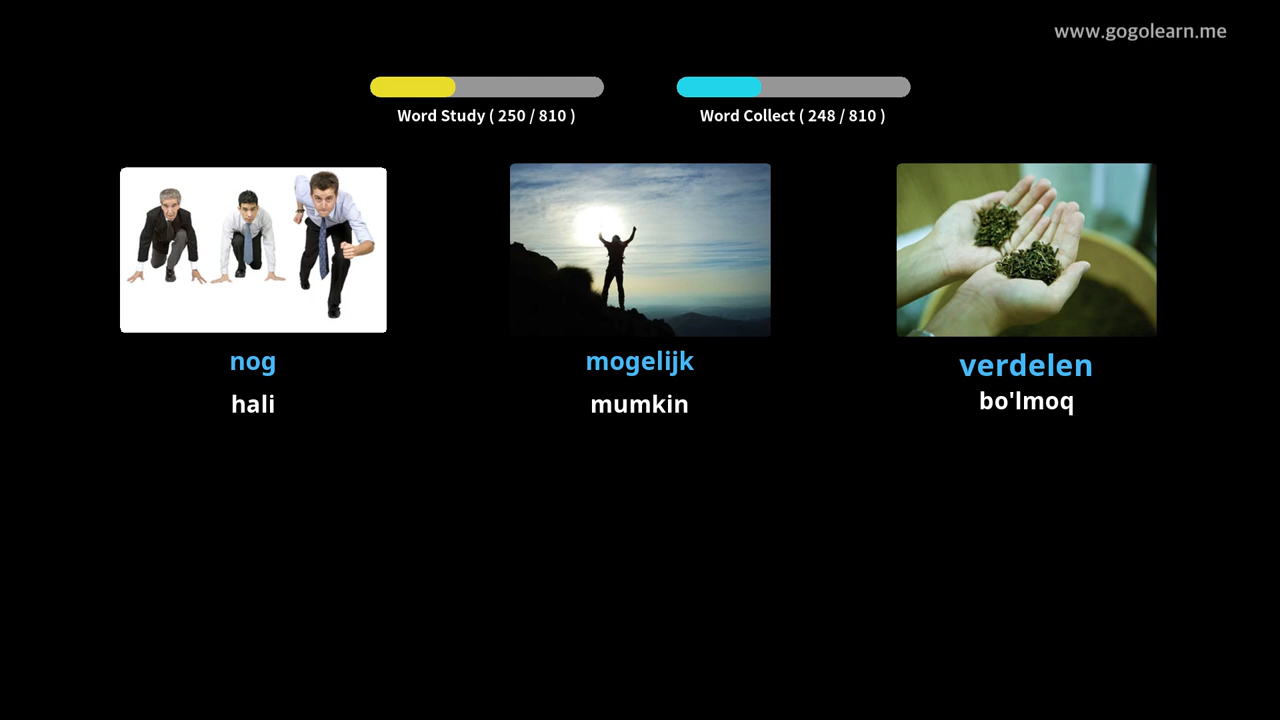 www.gogolearn.me
Word Study ( 250 / 810 )
Word Collect ( 248 / 810 )
nog
hali
mogelijk
mumkin
verdelen
bo'lmoq